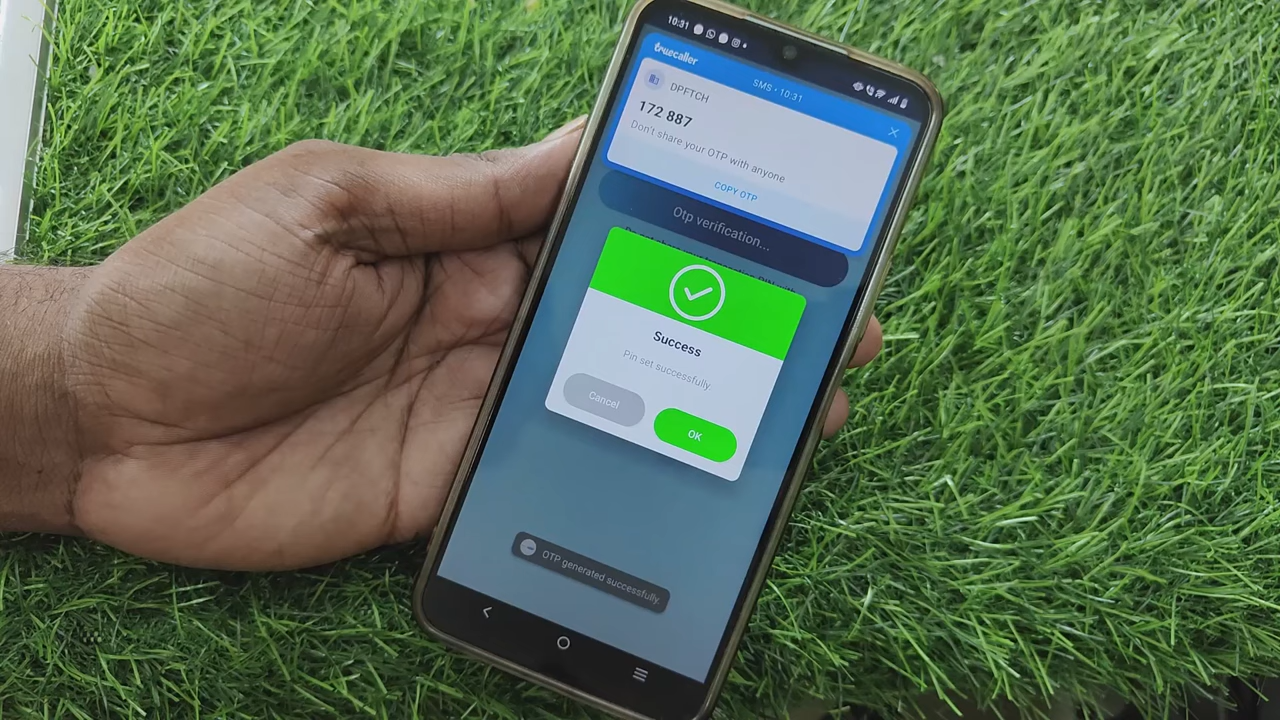 10:31
truecaller
SMS • 10:31
DPFTCH
172 887
Don't share your OTP with anyone
COPY OTP
Otp verification...
Success
Pin set successfully.
Cancel
OK
OTP generated successfully.